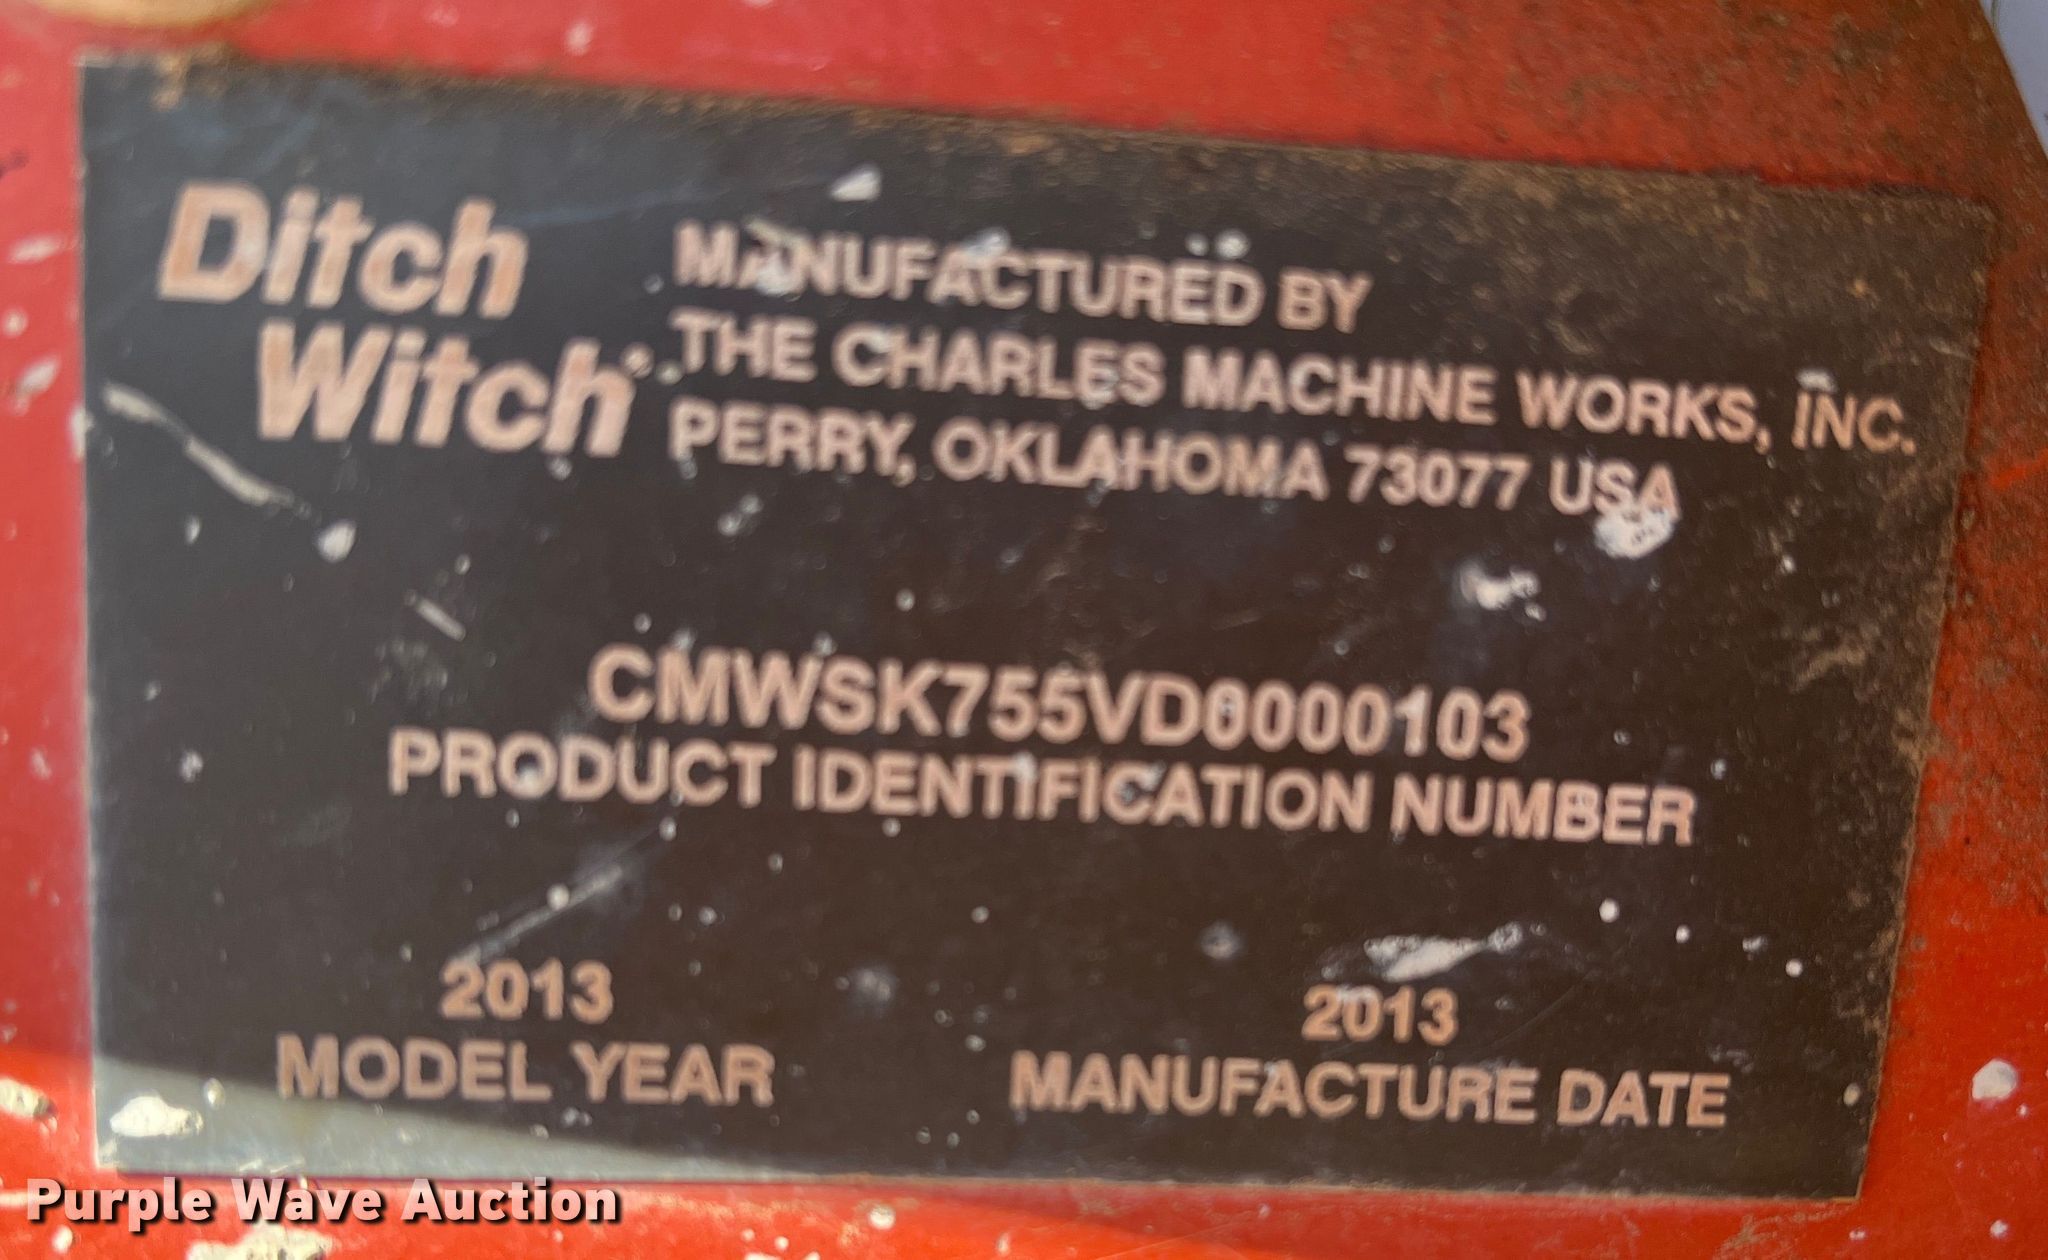 Ditch
Witch®
MANUFACTURED BY
THE CHARLES MACHINE WORKS, INC.
PERRY, OKLAHOMA 73077 USA
CMWSK755VD0000103
PRODUCT IDENTIFICATION NUMBER
2013
MODEL YEAR
2013
MANUFACTURE DATE
Purple Wave Auction